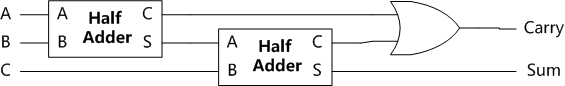 A A Half Adder C
B B S A Half Adder C Carry
C B S Sum